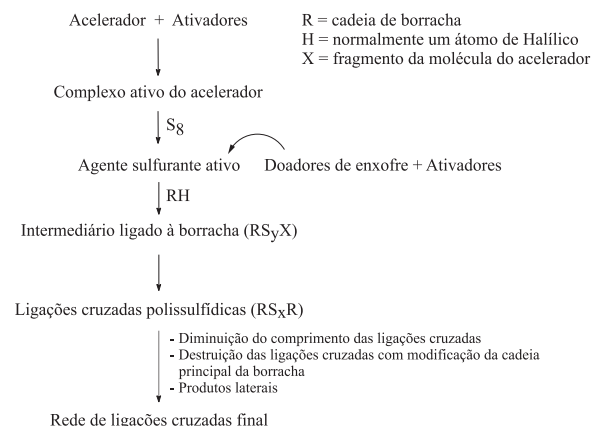 Acelerador + Ativadores
R = cadeia de borracha
H = normalmente um átomo de Halílico
X = fragmento da molécula do acelerador
Complexo ativo do acelerador
S8
Agente sulfurante ativo
Doadores de enxofre + Ativadores
RH
Intermediário ligado à borracha (RSyX)
Ligações cruzadas polissulfídicas (RSxR)
- Diminuição do comprimento das ligações cruzadas
- Destruição das ligações cruzadas com modificação da cadeia
principal da borracha
- Produtos laterais
Rede de ligações cruzadas final